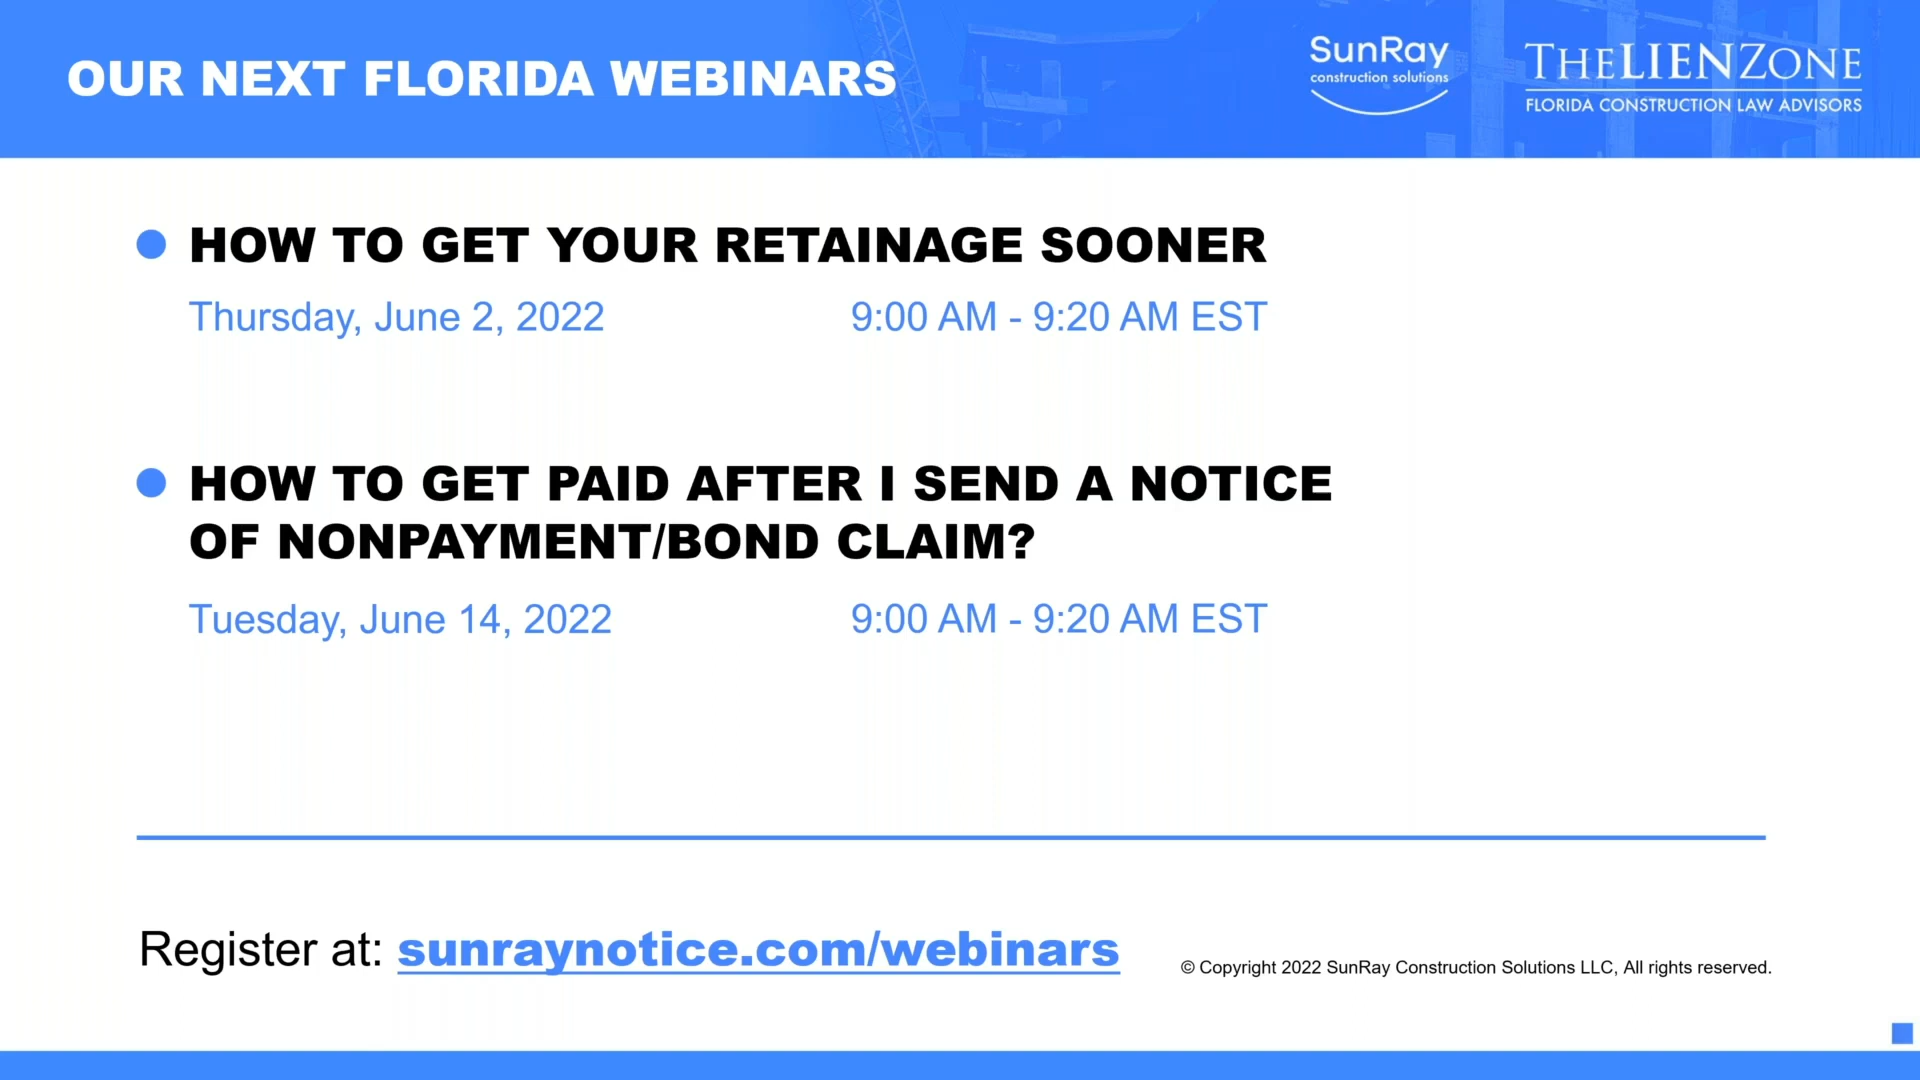 OUR NEXT FLORIDA WEBINARS
SunRay
construction solutions
THELIENZONE
FLORIDA CONSTRUCTION LAW ADVISORS
HOW TO GET YOUR RETAINAGE SOONER
Thursday, June 2, 2022 9:00 AM - 9:20 AM EST
HOW TO GET PAID AFTER I SEND A NOTICE
OF NONPAYMENT/BOND CLAIM?
Tuesday, June 14, 2022 9:00 AM - 9:20 AM EST
Register at: sunraynotice.com/webinars
© Copyright 2022 SunRay Construction Solutions LLC, All rights reserved.